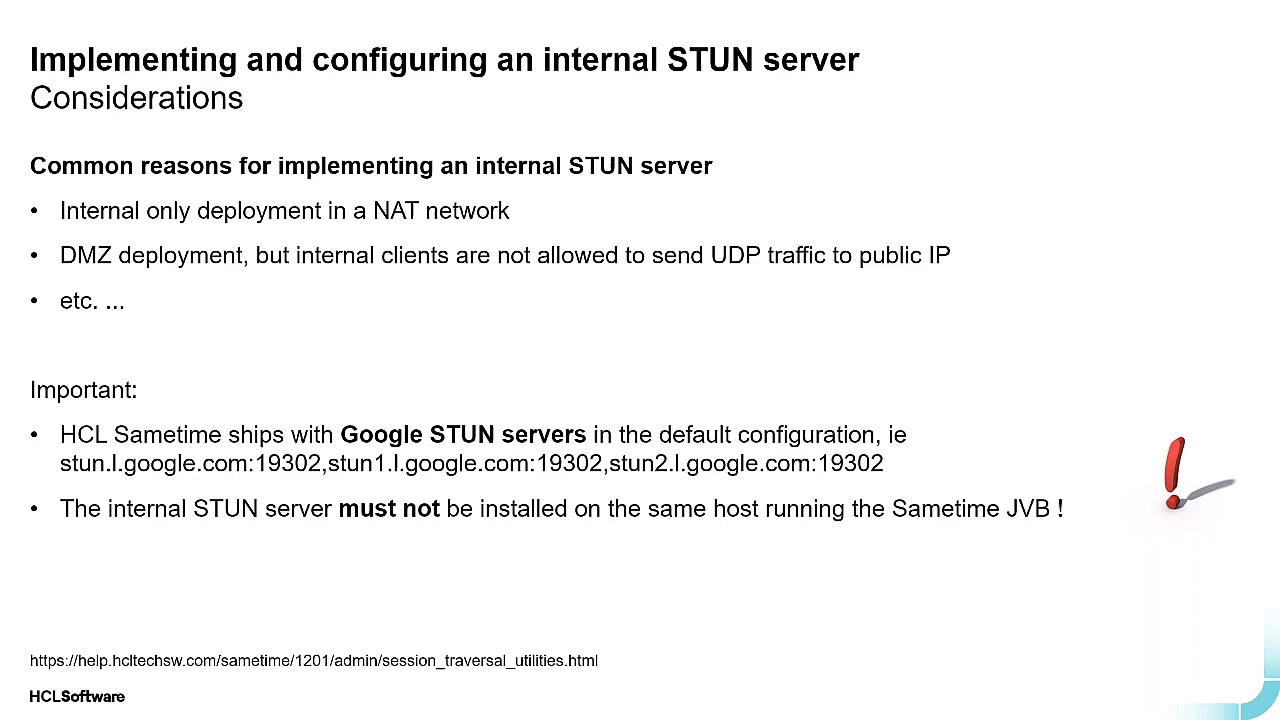 Implementing and configuring an internal STUN server
Considerations
Common reasons for implementing an internal STUN server
• Internal only deployment in a NAT network
• DMZ deployment, but internal clients are not allowed to send UDP traffic to public IP
• etc. ...
Important:
• HCL Sametime ships with Google STUN servers in the default configuration, ie
stun.l.google.com:19302,stun1.l.google.com:19302,stun2.l.google.com:19302
• The internal STUN server must not be installed on the same host running the Sametime JVB !
https://help.hcltechsw.com/sametime/1201/admin/session_traversal_utilities.html
HCLSoftware